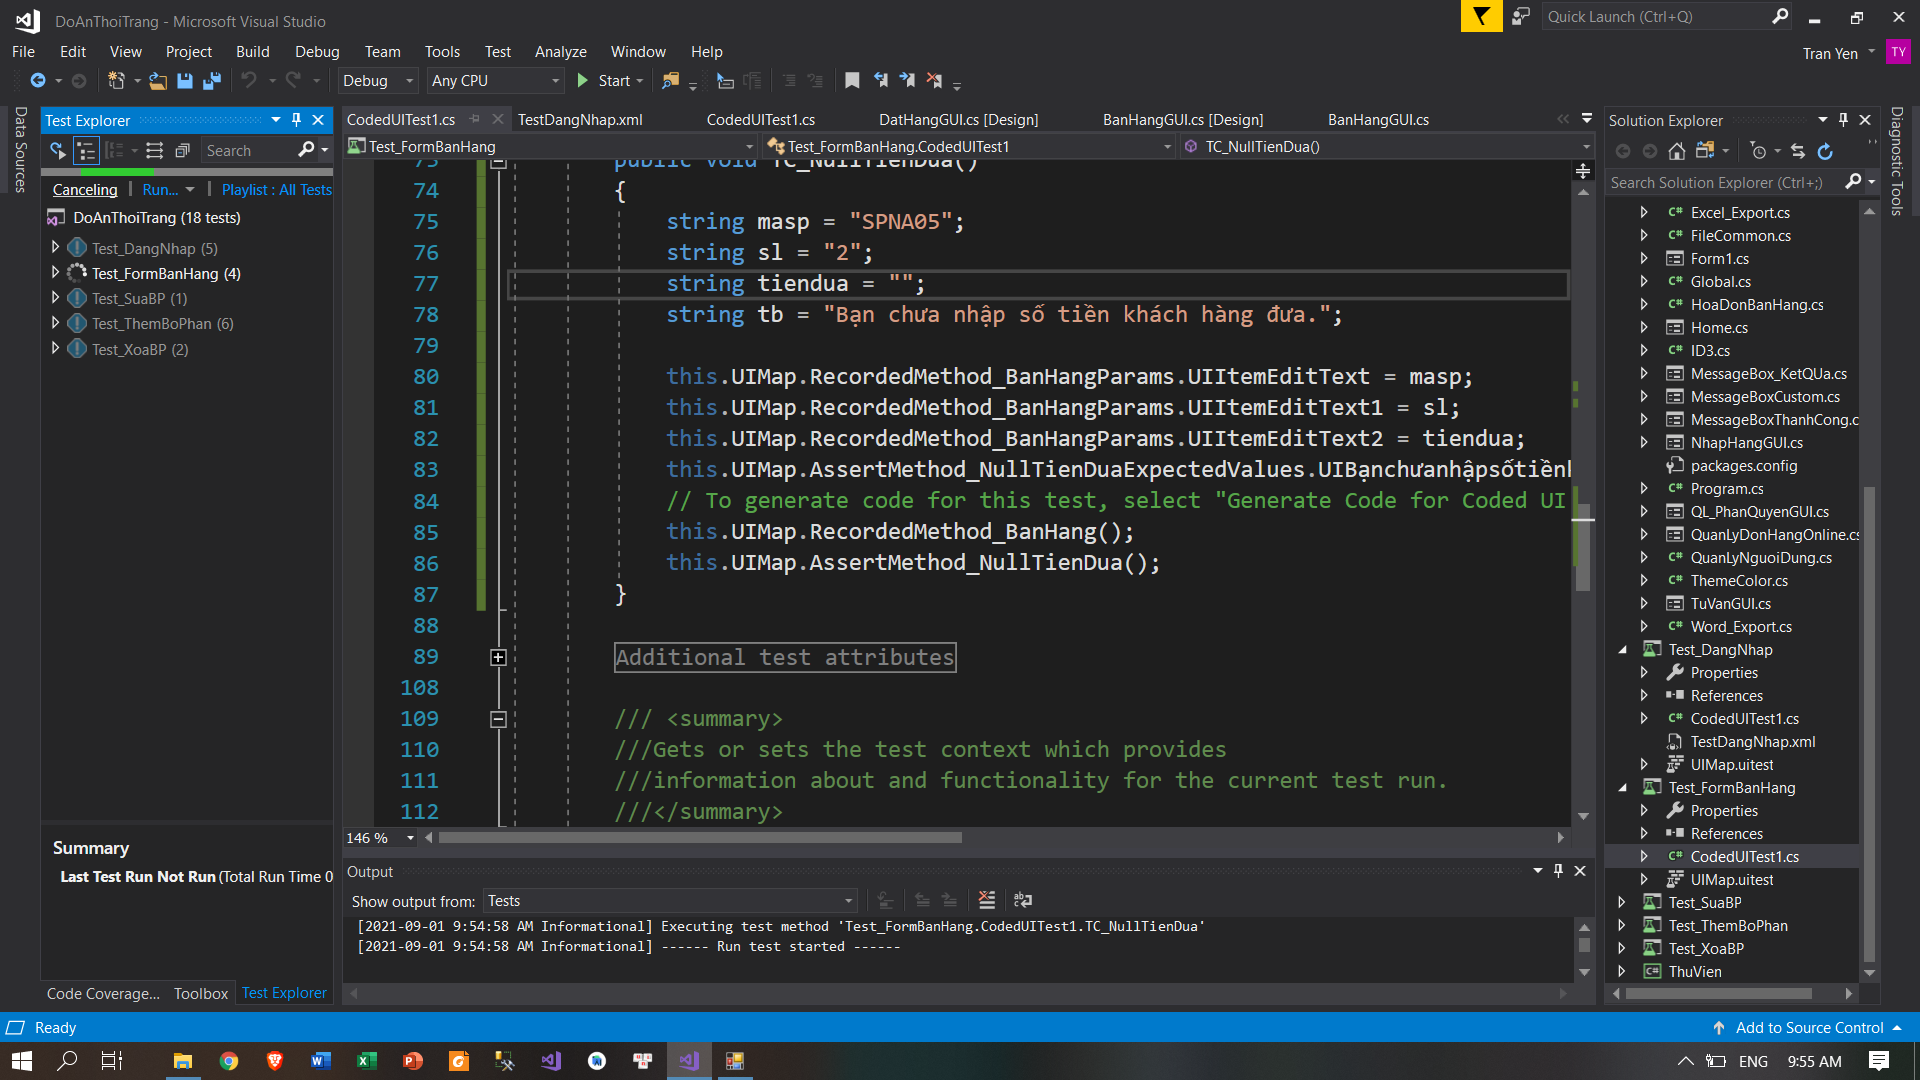 DoAnThoiTrang - Microsoft Visual Studio
Quick Launch (Ctrl+Q)
File Edit View Project Build Debug Team Tools Test Analyze Window Help
Tran Yen
TY
Debug
Any CPU
Start
Data Sources
Test Explorer
Search
Canceling
Run...
Playlist : All Tests
DoAnThoiTrang (18 tests)
Test_DangNhap (5)
Test_FormBanHang (4)
Test_SuaBP (1)
Test_ThemBoPhan (6)
Test_XoaBP (2)
Summary
Last Test Run Not Run (Total Run Time 0
Code Coverage...
Toolbox
Test Explorer
CodedUITest1.cs
TestDangNhap.xml
CodedUITest1.cs
DatHangGUI.cs [Design]
BanHangGUI.cs [Design]
BanHangGUI.cs
Test_FormBanHang
Test_FormBanHang.CodedUITest1
TC_NullTienDua()
73 public void TC_NullTienDua()
74 {
75 string masp = "SPNA05";
76 string sl = "2";
77 string tiendua = "";
78 string tb = "Bạn chưa nhập số tiền khách hàng đưa.";
79
80 this.UIMap.RecordedMethod_BanHangParams.UIItemEditText = masp;
81 this.UIMap.RecordedMethod_BanHangParams.UIItemEditText1 = sl;
82 this.UIMap.RecordedMethod_BanHangParams.UIItemEditText2 = tiendua;
83 this.UIMap.AssertMethod_NullTienDuaExpectedValues.UIBạnchưanhậpsốtiềnk
84 // To generate code for this test, select "Generate Code for Coded UI
85 this.UIMap.RecordedMethod_BanHang();
86 this.UIMap.AssertMethod_NullTienDua();
87 }
88
89 Additional test attributes
108
109 /// <summary>
110 ///Gets or sets the test context which provides
111 ///information about and functionality for the current test run.
112 ///</summary>
146 %
Output
Show output from: Tests
[2021-09-01 9:54:58 AM Informational] Executing test method 'Test_FormBanHang.CodedUITest1.TC_NullTienDua'
[2021-09-01 9:54:58 AM Informational] ------ Run test started ------
Solution Explorer
Search Solution Explorer (Ctrl+;)
Excel_Export.cs
FileCommon.cs
Form1.cs
Global.cs
HoaDonBanHang.cs
Home.cs
ID3.cs
MessageBox_KetQUa.cs
MessageBoxCustom.cs
MessageBoxThanhCong.c
NhapHangGUI.cs
packages.config
Program.cs
QL_PhanQuyenGUI.cs
QuanLyDonHangOnline.cs
QuanLyNguoiDung.cs
ThemeColor.cs
TuVanGUI.cs
Word_Export.cs
Test_DangNhap
Properties
References
CodedUITest1.cs
TestDangNhap.xml
UIMap.uitest
Test_FormBanHang
Properties
References
CodedUITest1.cs
UIMap.uitest
Test_SuaBP
Test_ThemBoPhan
Test_XoaBP
ThuVien
Diagnostic Tools
Ready
Add to Source Control
ENG
9:55 AM